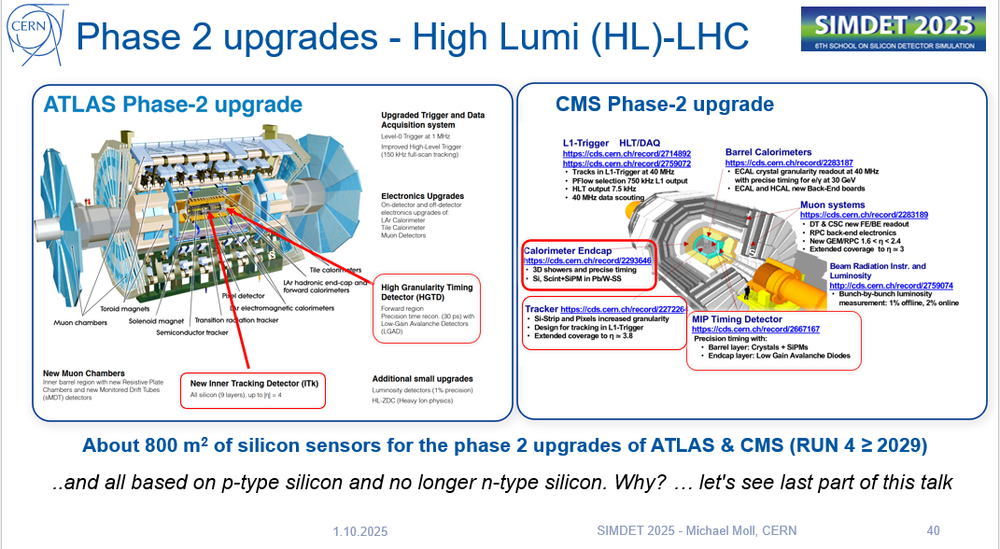 CERN
Phase 2 upgrades - High Lumi (HL)-LHC
SIMDET 2025
6TH SCHOOL ON SILICON DETECTOR SIMULATION
ATLAS Phase-2 upgrade
Upgraded Trigger and Data
Acquisition system
Level-0 Trigger at 1 MHz
Improved High-Level Trigger
(150 kHz full-scan tracking)
Electronics Upgrades
On-detector and off-detector
electronics upgrades of:
LAr Calorimeter
Tile Calorimeter
Muon Detectors
High Granularity Timing
Detector (HGTD)
Forward region
Precision time recon. (30 ps) with
Low-Gain Avalanche Detectors
(LGAD)
Tile calorimeters
LAr hadronic end-cap and
forward calorimeters
Pixel detector
LAr electromagnetic calorimeters
Toroid magnets
Muon chambers
Solenoid magnet
Transition radiation tracker
Semiconductor tracker
New Muon Chambers
Inner barrel region with new Resistive Plate
Chambers and new Monitored Drift Tubes
(sMDT) detectors
New Inner Tracking Detector (ITk)
All silicon (9 layers), up to |η| = 4
Additional small upgrades
Luminosity detectors (1% precision)
HL-ZDC (Heavy Ion physics)
CMS Phase-2 upgrade
L1-Trigger HLT/DAQ
https://cds.cern.ch/record/2714892
https://cds.cern.ch/record/2759072
• Tracks in L1-Trigger at 40 MHz
• PFlow selection 750 kHz L1 output
• HLT output 7.5 kHz
• 40 MHz data scouting
Barrel Calorimeters
https://cds.cern.ch/record/2283187
• ECAL crystal granularity readout at 40 MHz
with precise timing for e/γ at 30 GeV
• ECAL and HCAL new Back-End boards
Muon systems
https://cds.cern.ch/record/2283189
• DT & CSC new FE/BE readout
• RPC back-end electronics
• New GEM/RPC 1.6 < η < 2.4
• Extended coverage to η ≃ 3
Calorimeter Endcap
https://cds.cern.ch/record/2293646
• 3D showers and precise timing
• Si, Scint+SiPM in Pb/W-SS
Beam Radiation Instr. and
Luminosity
http://cds.cern.ch/record/2759074
• Bunch-by-bunch luminosity
measurement: 1% offline, 2% online
Tracker https://cds.cern.ch/record/2272264
• Si-Strip and Pixels increased granularity
• Design for tracking in L1-Trigger
• Extended coverage to η ≃ 3.8
MIP Timing Detector
https://cds.cern.ch/record/2667167
Precision timing with:
• Barrel layer: Crystals + SiPMs
• Endcap layer: Low Gain Avalanche Diodes
About 800 m² of silicon sensors for the phase 2 upgrades of ATLAS & CMS (RUN 4 ≥ 2029)
..and all based on p-type silicon and no longer n-type silicon. Why? … let's see last part of this talk
1.10.2025
SIMDET 2025 - Michael Moll, CERN
40